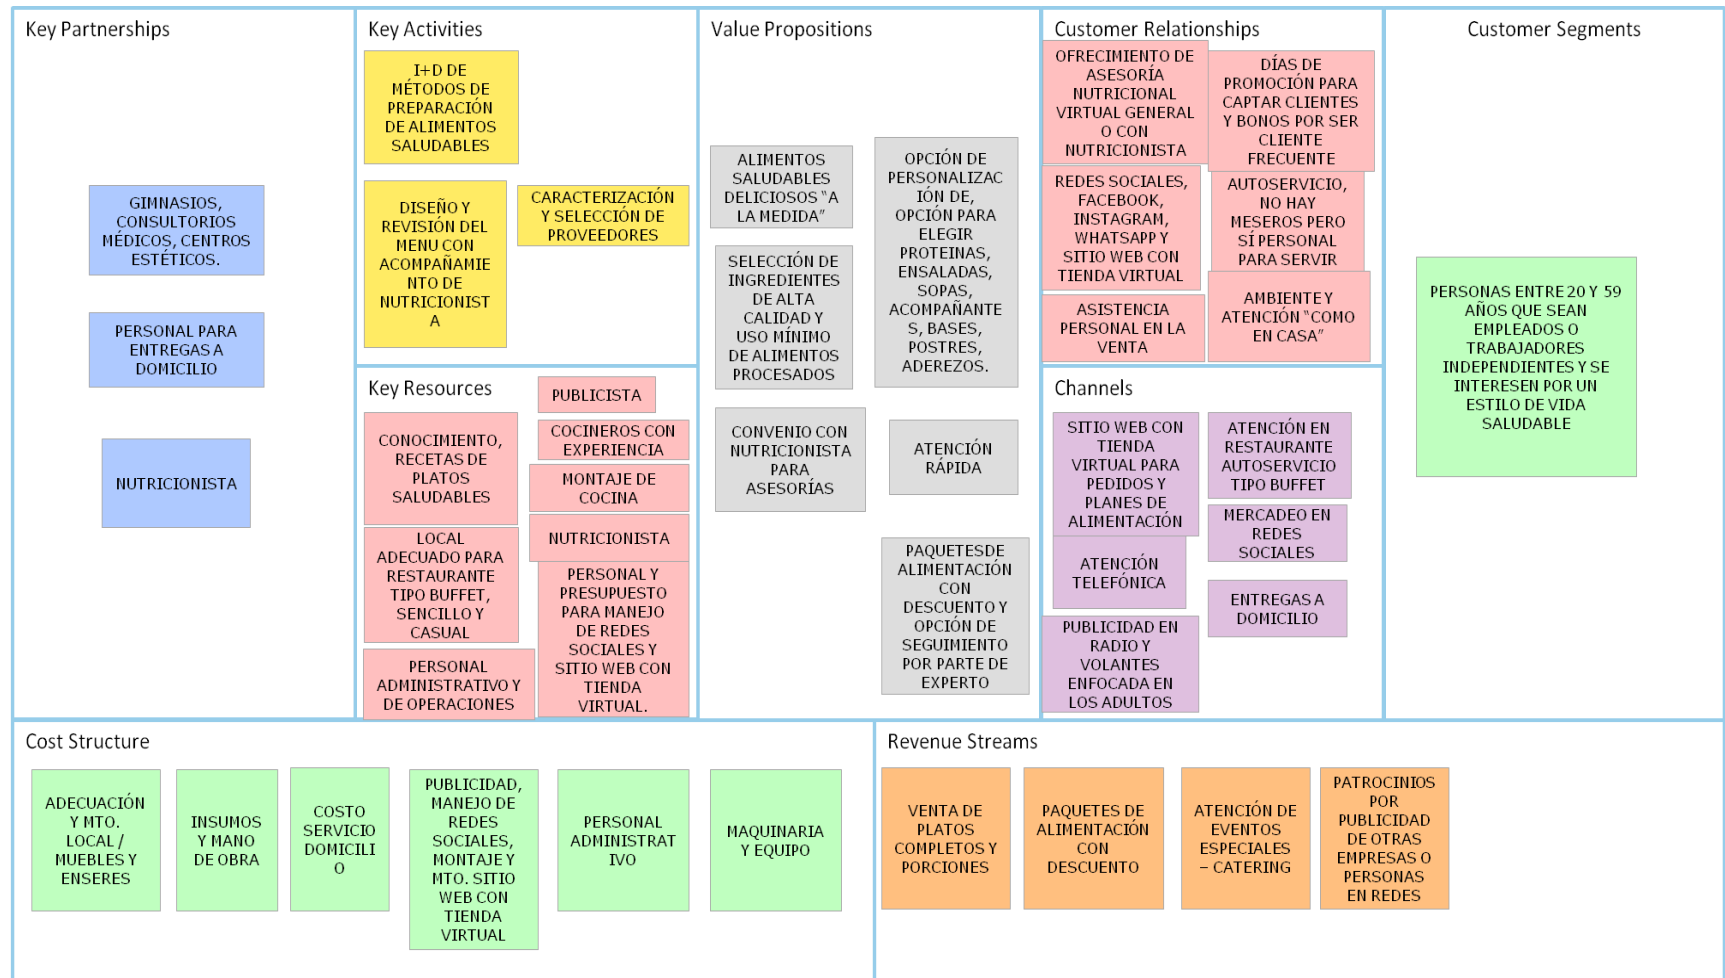 Key Partnerships
GIMNASIOS,
CONSULTORIOS
MÉDICOS, CENTROS
ESTÉTICOS.
PERSONAL PARA
ENTREGAS A
DOMICILIO
NUTRICIONISTA
Key Activities
I+D DE
MÉTODOS DE
PREPARACIÓN
DE ALIMENTOS
SALUDABLES
DISEÑO Y
REVISIÓN DEL
MENU CON
ACOMPAÑAMIE
NTO DE
NUTRICIONIST
A
CARACTERIZACIÓN
Y SELECCIÓN DE
PROVEEDORES
Key Resources
PUBLICISTA
CONOCIMIENTO,
RECETAS DE
PLATOS
SALUDABLES
COCINEROS CON
EXPERIENCIA
MONTAJE DE
COCINA
LOCAL
ADECUADO PARA
RESTAURANTE
TIPO BUFFET,
SENCILLO Y
CASUAL
NUTRICIONISTA
PERSONAL Y
PRESUPUESTO
PARA MANEJO
DE REDES
SOCIALES Y
SITIO WEB CON
TIENDA
VIRTUAL.
PERSONAL
ADMINISTRATIVO Y
DE OPERACIONES
Value Propositions
ALIMENTOS
SALUDABLES
DELICIOSOS “A
LA MEDIDA”
OPCIÓN DE
PERSONALIZAC
IÓN DE,
OPCIÓN PARA
ELEGIR
PROTEINAS,
ENSALADAS,
SOPAS,
ACOMPAÑANTE
S, BASES,
POSTRES,
ADEREZOS.
SELECCIÓN DE
INGREDIENTES
DE ALTA
CALIDAD Y
USO MÍNIMO
DE ALIMENTOS
PROCESADOS
CONVENIO CON
NUTRICIONISTA
PARA
ASESORÍAS
ATENCIÓN
RÁPIDA
PAQUETESDE
ALIMENTACIÓN
CON
DESCUENTO Y
OPCIÓN DE
SEGUIMIENTO
POR PARTE DE
EXPERTO
Customer Relationships
OFRECIMIENTO DE
ASESORÍA
NUTRICIONAL
VIRTUAL GENERAL
O CON
NUTRICIONISTA
DÍAS DE
PROMOCIÓN PARA
CAPTAR CLIENTES
Y BONOS POR SER
CLIENTE
FRECUENTE
REDES SOCIALES,
FACEBOOK,
INSTAGRAM,
WHATSAPP Y
SITIO WEB CON
TIENDA VIRTUAL
AUTOSERVICIO,
NO HAY
MESEROS PERO
SÍ PERSONAL
PARA SERVIR
ASISTENCIA
PERSONAL EN LA
VENTA
AMBIENTE Y
ATENCIÓN “COMO
EN CASA”
Channels
SITIO WEB CON
TIENDA
VIRTUAL PARA
PEDIDOS Y
PLANES DE
ALIMENTACIÓN
ATENCIÓN EN
RESTAURANTE
AUTOSERVICIO
TIPO BUFFET
MERCADEO EN
REDES
SOCIALES
ATENCIÓN
TELEFÓNICA
ENTREGAS A
DOMICILIO
PUBLICIDAD EN
RADIO Y
VOLANTES
ENFOCADA EN
LOS ADULTOS
Customer Segments
PERSONAS ENTRE 20 Y 59
AÑOS QUE SEAN
EMPLEADOS O
TRABAJADORES
INDEPENDIENTES Y SE
INTERESEN POR UN
ESTILO DE VIDA
SALUDABLE
Cost Structure
ADECUACIÓN
Y MTO.
LOCAL /
MUEBLES Y
ENSERES
INSUMOS
Y MANO
DE OBRA
COSTO
SERVICIO
DOMICILI
O
PUBLICIDAD,
MANEJO DE
REDES
SOCIALES,
MONTAJE Y
MTO. SITIO
WEB CON
TIENDA
VIRTUAL
PERSONAL
ADMINISTRAT
IVO
MAQUINARIA
Y EQUIPO
Revenue Streams
VENTA DE
PLATOS
COMPLETOS Y
PORCIONES
PAQUETES DE
ALIMENTACIÓN
CON
DESCUENTO
ATENCIÓN DE
EVENTOS
ESPECIALES
– CATERING
PATROCINIOS
POR
PUBLICIDAD
DE OTRAS
EMPRESAS O
PERSONAS
EN REDES